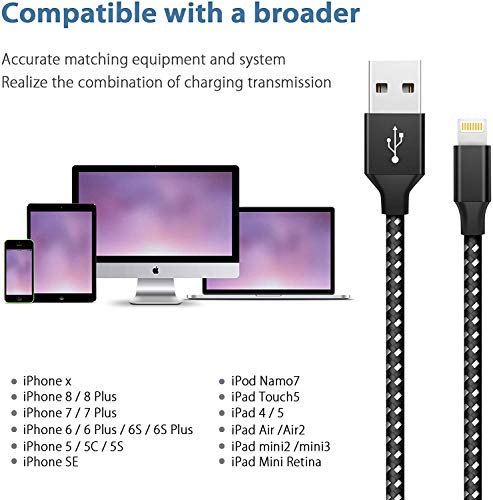 Compatible with a broader
Accurate matching equipment and system
Realize the combination of charging transmission
• iPhone x
• iPhone 8 / 8 Plus
• iPhone 7 / 7 Plus
• iPhone 6 / 6 Plus / 6S / 6S Plus
• iPhone 5 / 5C / 5S
• iPhone SE
• iPod Namo7
• iPad Touch5
• iPad 4 / 5
• iPad Air /Air2
• iPad mini2 /mini3
• iPad Mini Retina